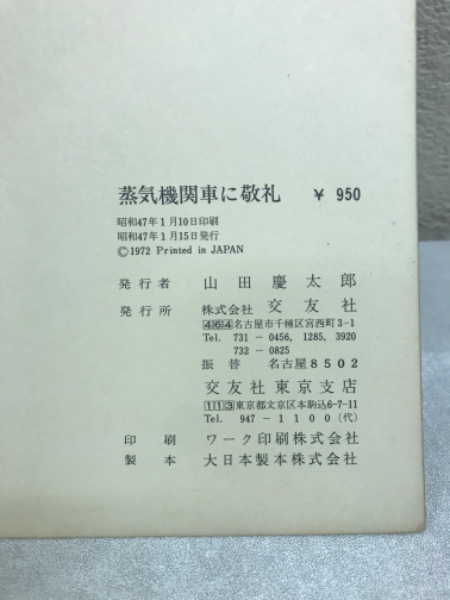 蒸気機関車に敬礼 ¥ 950
昭和47年1月10日印刷
昭和47年1月15日発行
©1972 Printed in JAPAN
発行者 山田慶太郎
発行所 株式会社 交友社
464名古屋市千種区宮西町3-1
Tel. 731-0456, 1285, 3920
732-0825
振替 名古屋8502
交友社東京支店
113東京都文京区本駒込6-7-11
Tel. 947-1100(代)
印刷 ワーク印刷株式会社
製本 大日本製本株式会社